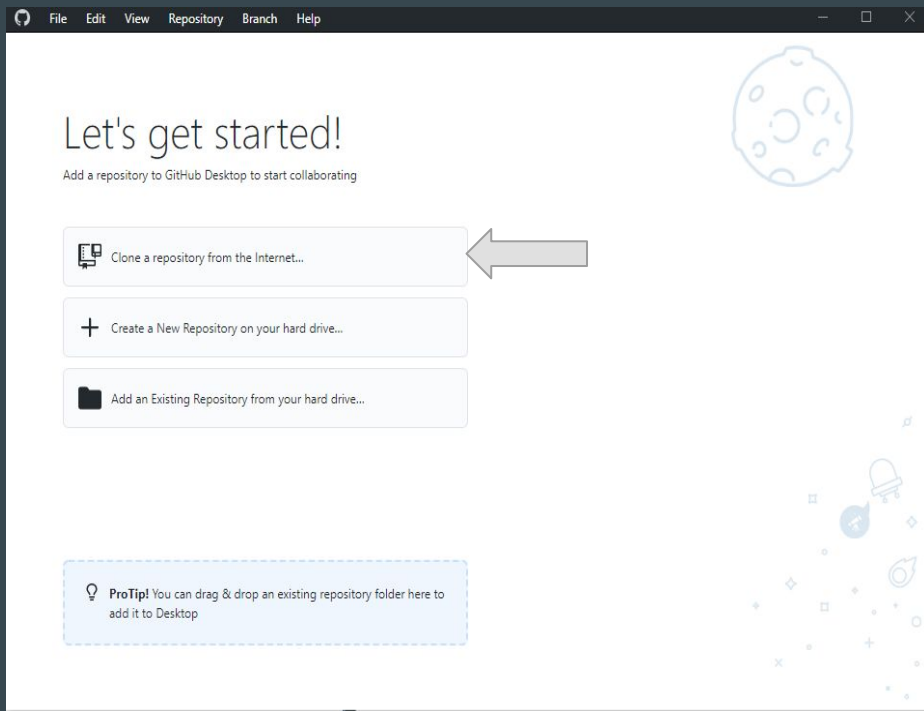 File Edit View Repository Branch Help
Let's get started!
Add a repository to GitHub Desktop to start collaborating
Clone a repository from the Internet...
Create a New Repository on your hard drive...
Add an Existing Repository from your hard drive...
ProTip! You can drag & drop an existing repository folder here to
add it to Desktop